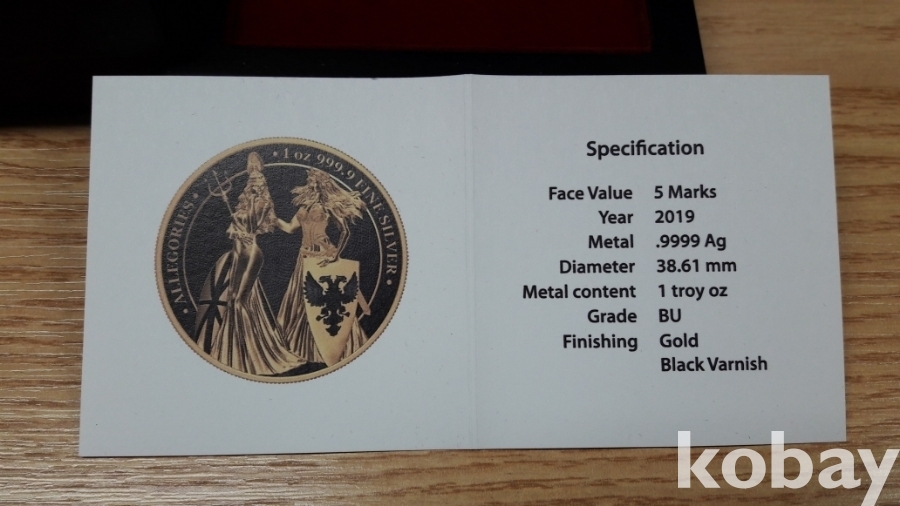 • ALLEGORIES •
• 1 oz 999.9 FINE SILVER •
Specification
Face Value 5 Marks
Year 2019
Metal .9999 Ag
Diameter 38.61 mm
Metal content 1 troy oz
Grade BU
Finishing Gold
Black Varnish
kobay